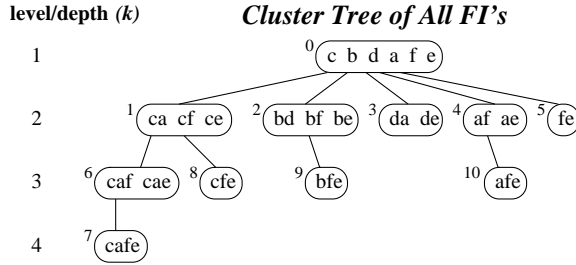 level/depth (k) Cluster Tree of All FI's
1 0 c b d a f e
2 1 ca cf ce 2 bd bf be 3 da de 4 af ae 5 fe
3 6 caf cae 8 cfe 9 bfe 10 afe
4 7 cafe